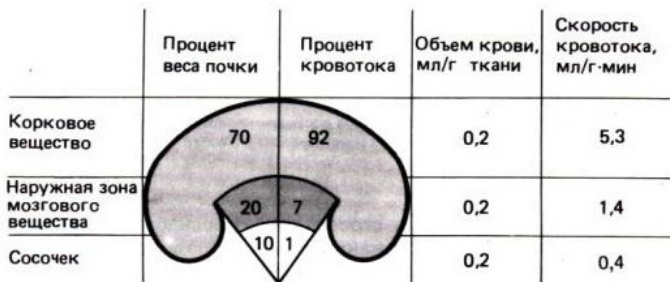 Процент
веса почки
Процент
кровотока
Объем крови,
мл/г ткани
Скорость
кровотока,
мл/г·мин
Корковое
вещество
70
92
0,2
5,3
Наружная зона
мозгового
вещества
20
7
0,2
1,4
Сосочек
10
1
0,2
0,4